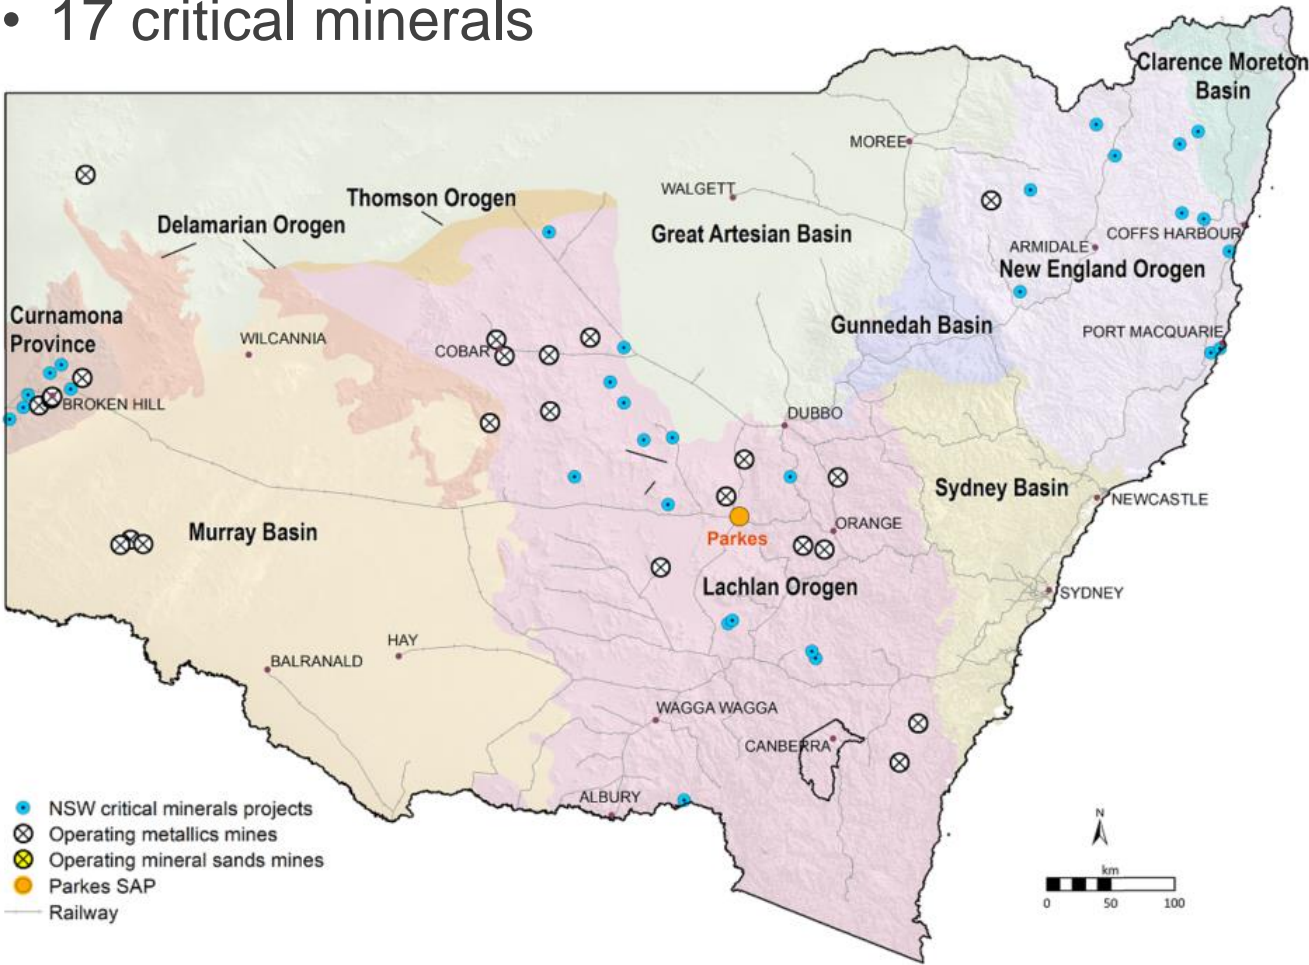 • 17 critical minerals
Clarence Moreton
Basin
MOREE
Thomson Orogen
WALGETT
Delamarian Orogen
Great Artesian Basin
COFFS HARBOUR
ARMIDALE
New England Orogen
Curnamona
Province
Gunnedah Basin
PORT MACQUARIE
WILCANNIA
COBAR
BROKEN HILL
DUBBO
Sydney Basin
NEWCASTLE
Murray Basin
ORANGE
Parkes
Lachlan Orogen
SYDNEY
HAY
BALRANALD
WAGGA WAGGA
CANBERRA
ALBURY
NSW critical minerals projects
Operating metallics mines
Operating mineral sands mines
Parkes SAP
Railway
N
km
0 50 100